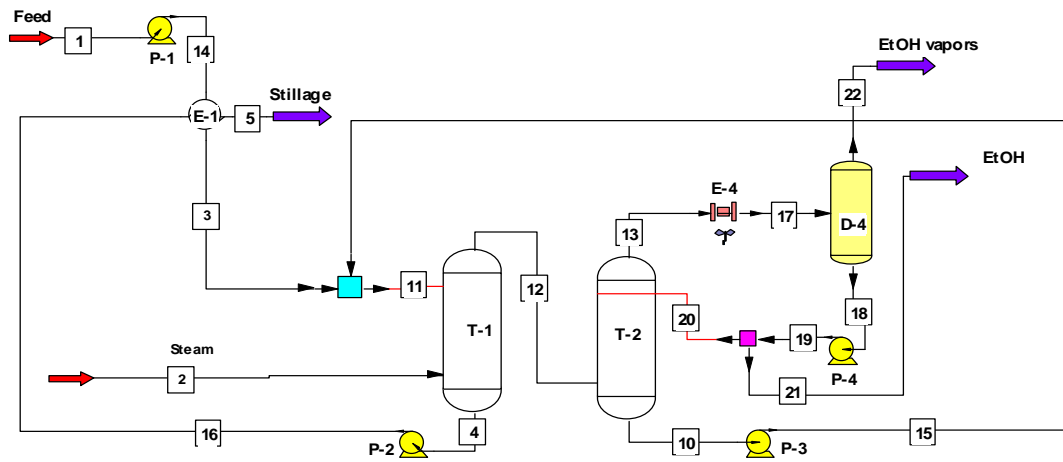 Feed
1
P-1
14
E-1
5
Stillage
3
11
T-1
12
Steam
2
16
P-2
4
13
E-4
17
D-4
22
EtOH vapors
EtOH
T-2
20
19
18
P-4
21
10
P-3
15